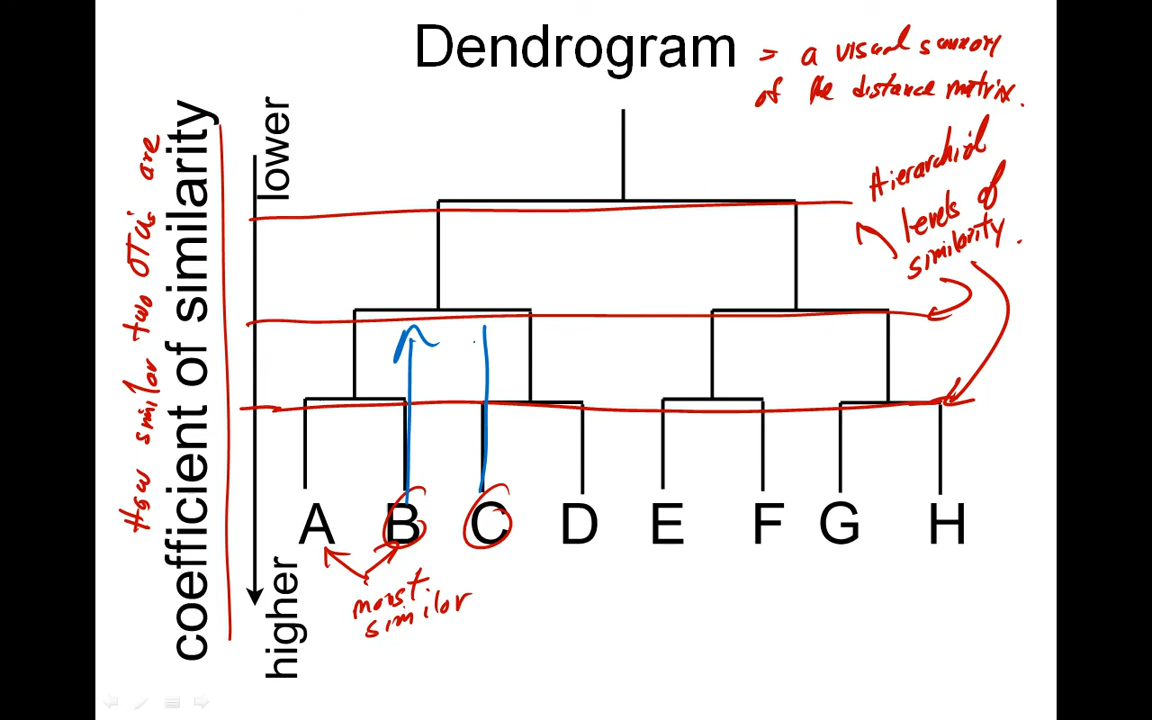 Dendrogram
= a visual summary
of the distance matrix.
Hierarchical
levels of
similarity.
How similar two OTUs are
coefficient of similarity
lower
higher
A B C D E F G H
most
similar